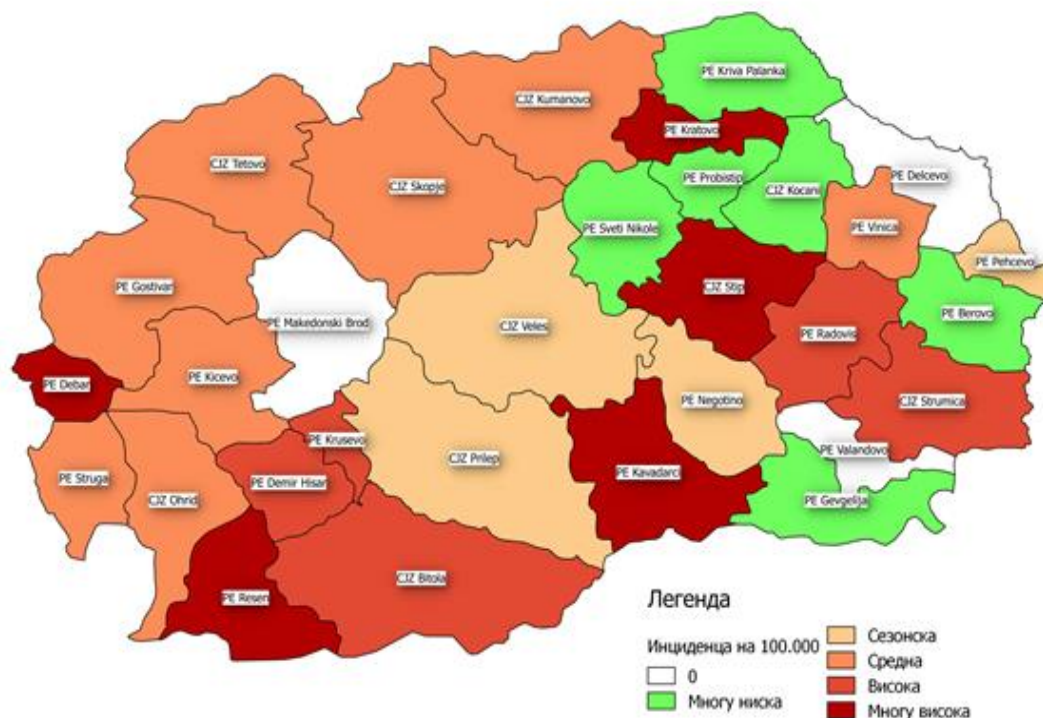 PE Kriva Palanka
CJZ Kumanovo
PE Kratovo
CJZ Tetovo
PE Probistip
PE Delcevo
CJZ Skopje
CJZ Kocani
PE Sveti Nikole
PE Vinica
PE Pehcevo
PE Gostivar
CJZ Stip
PE Berovo
PE Makedonski Brod
CJZ Veles
PE Radovis
PE Debar
PE Kicevo
PE Negotino
CJZ Strumica
PE Krusevo
PE Valandovo
CJZ Prilep
PE Struga
PE Demir Hisar
PE Kavadarci
CJZ Ohrid
PE Gevgelija
CJZ Bitola
PE Resen
Легенда
Инциденца на 100.000
0
Многу ниска
Сезонска
Средна
Висока
Многу висока